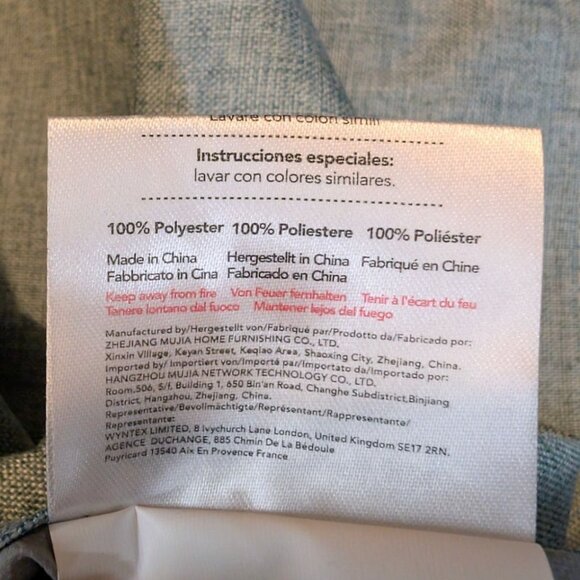 Lavare con colori simili
Instrucciones especiales:
lavar con colores similares.
100% Polyester 100% Poliestere 100% Poliéster
Made in China Hergestellt in China Fabriqué en Chine
Fabbricato in Cina Fabricado en China
Keep away from fire Von Feuer fernhalten Tenir à l'écart du feu
Tenere lontano dal fuoco Mantener lejos del fuego
Manufactured by/Hergestellt von/Fabriqué par/Prodotto da/Fabricado por:
ZHEJIANG MUJIA HOME FURNISHING CO., LTD.
Xinxin Village, Keyan Street, Keqiao Area, Shaoxing City, Zhejiang, China.
Imported by/ Importiert von/Importé par/Importato da/Importado por:
HANGZHOU MUJIA NETWORK TECHNOLOGY CO., LTD.
Room.506, 5/f, Building 1, 650 Bin'an Road, Changhe Subdistrict,Binjiang
District, Hangzhou, Zhejiang, China.
Representative/Bevollmächtigte/Représentant/Rappresentante/
Representante:
WYNTEX LIMITED, 8 Ivychurch Lane London, United Kingdom SE17 2RN.
AGENCE DUCHANGE, 885 Chmin De La Bédoule
Puyricard 13540 Aix En Provence France